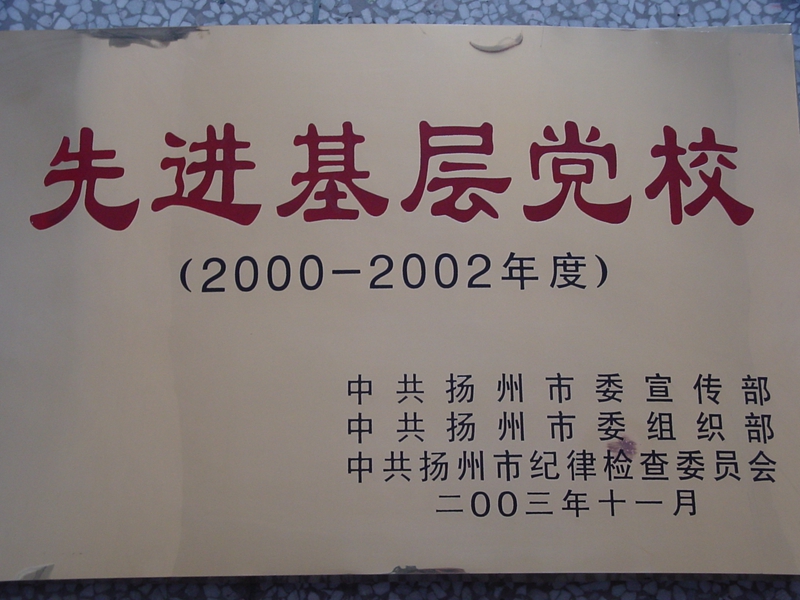 先进基层党校
(2000-2002年度)
中共扬州市委宣传部
中共扬州市委组织部
中共扬州市纪律检查委员会
二〇〇三年十一月